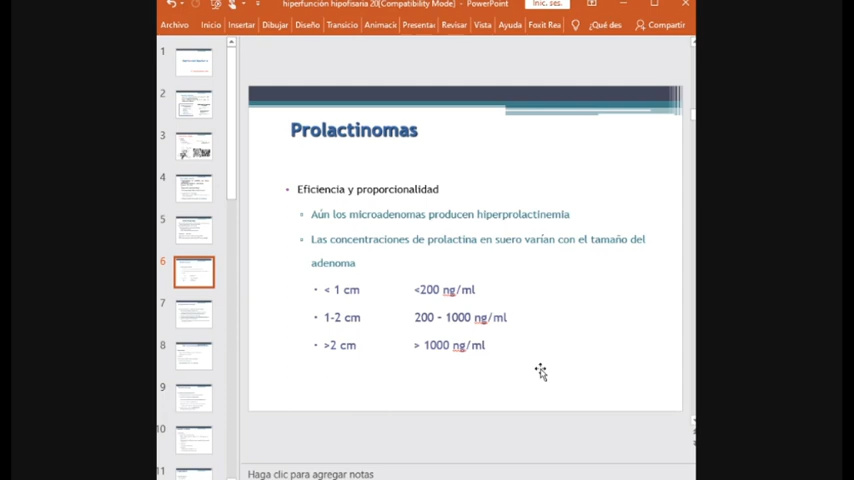 hiperfunción hipofisaria 20[Compatibility Mode] - PowerPoint
Inic. ses.
Archivo Inicio Insertar Dibujar Diseño Transicio Animaci Presentar Revisar Vista Ayuda Foxit Rea ¿Qué des Compartir
1
2
3
4
5
6
7
8
9
10
11
Prolactinomas
• Eficiencia y proporcionalidad
▫ Aún los microadenomas producen hiperprolactinemia
▫ Las concentraciones de prolactina en suero varían con el tamaño del
adenoma
• < 1 cm <200 ng/ml
• 1-2 cm 200 – 1000 ng/ml
• >2 cm > 1000 ng/ml
Haga clic para agregar notas